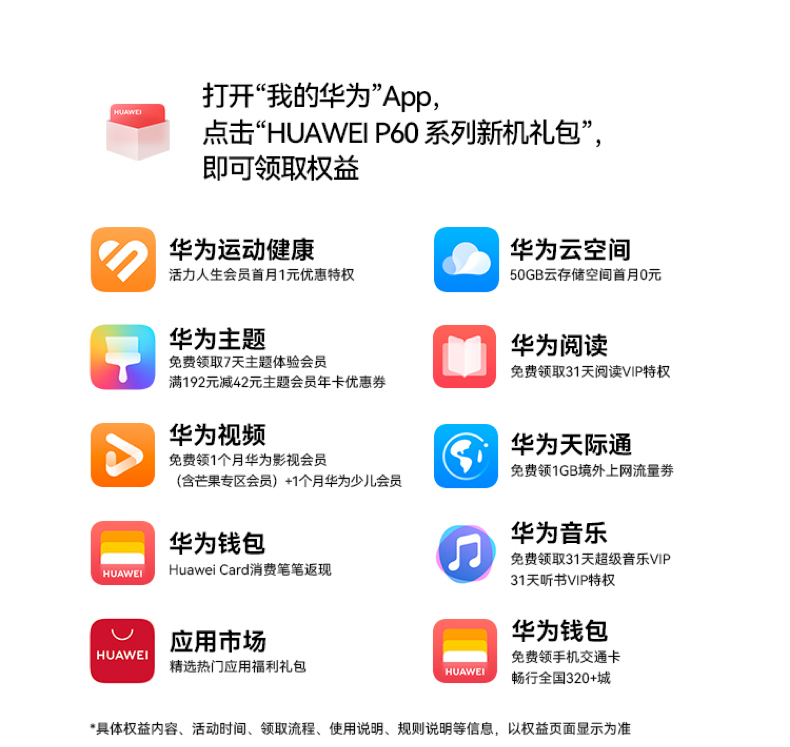 HUAWEI
打开“我的华为”App,
点击“HUAWEI P60 系列新机礼包”,
即可领取权益
华为运动健康
活力人生会员首月1元优惠特权
华为云空间
50GB云存储空间首月0元
华为主题
免费领取7天主题体验会员
满192元减42元主题会员年卡优惠券
华为阅读
免费领取31天阅读VIP特权
华为视频
免费领1个月华为影视会员
（含芒果专区会员）+1个月华为少儿会员
华为天际通
免费领1GB境外上网流量劵
HUAWEI
华为钱包
Huawei Card消费笔笔返现
华为音乐
免费领取31天超级音乐VIP
31天听书VIP特权
HUAWEI
应用市场
精选热门应用福利礼包
HUAWEI
华为钱包
免费领手机交通卡
畅行全国320+城
*具体权益内容、活动时间、领取流程、使用说明、规则说明等信息，以权益页面显示为准